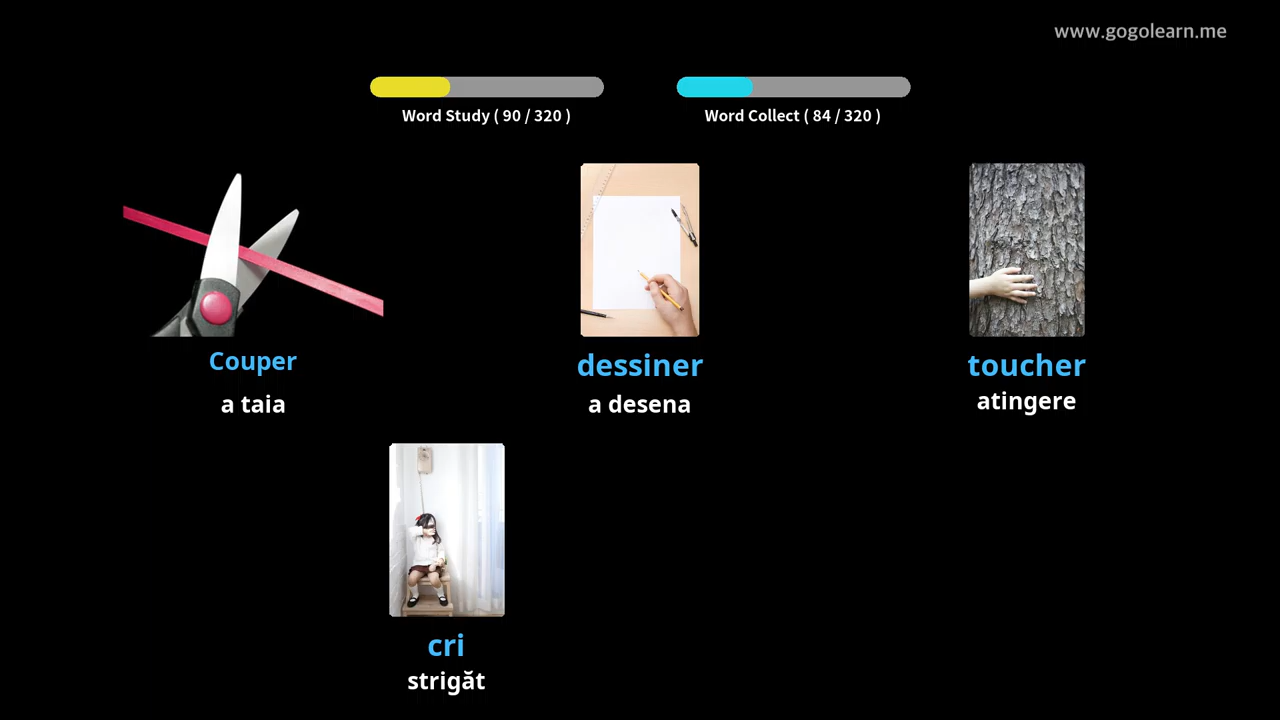 www.gogolearn.me
Word Study ( 90 / 320 )
Word Collect ( 84 / 320 )
Couper
a taia
dessiner
a desena
toucher
atingere
cri
strigăt